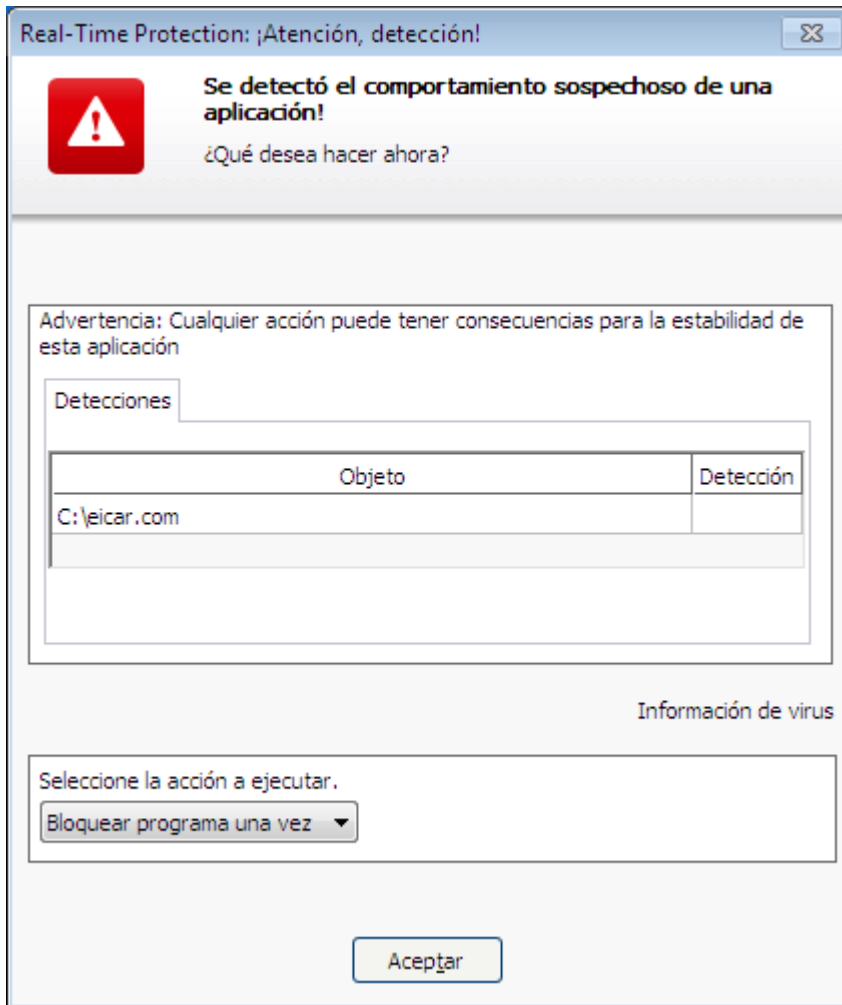 Real-Time Protection: ¡Atención, detección!
Se detectó el comportamiento sospechoso de una
aplicación!
¿Qué desea hacer ahora?
Advertencia: Cualquier acción puede tener consecuencias para la estabilidad de
esta aplicación
Detecciones
Objeto Detección
C:\eicar.com
Información de virus
Seleccione la acción a ejecutar.
Bloquear programa una vez
Aceptar